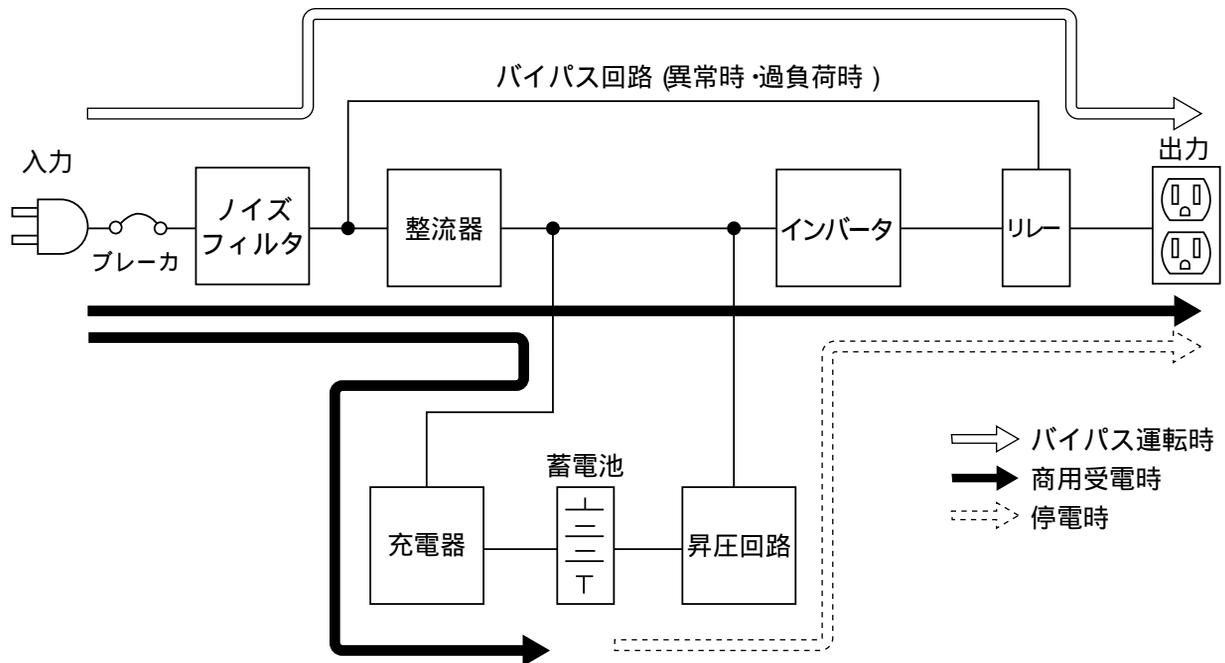 バイパス回路 (異常時・過負荷時)
入力
出力
ノイズ
フィルタ
整流器
インバータ
リレー
ブレーカ
バイパス運転時
蓄電池
商用受電時
停電時
充電器
昇圧回路